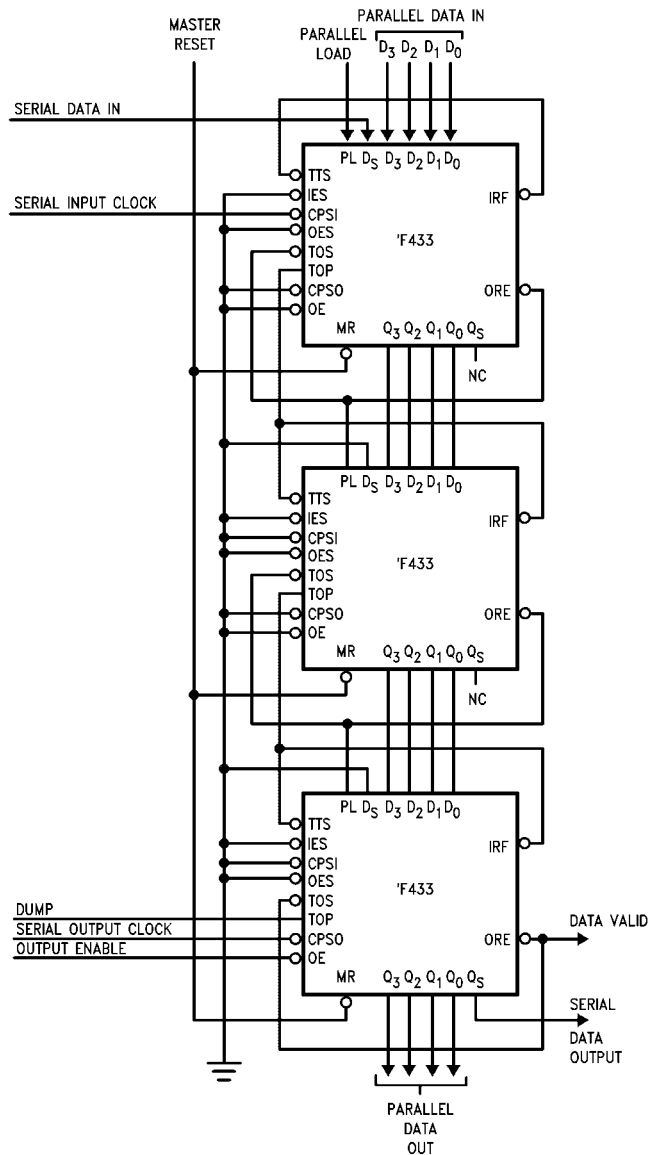 MASTER
RESET
PARALLEL
LOAD
PARALLEL DATA IN
D3 D2 D1 D0
SERIAL DATA IN
PL DS D3 D2 D1 D0
TTS
IES
SERIAL INPUT CLOCK
CPSI
OES
TOS
TOP
CPSO
OE
IRF
'F433
ORE
MR Q3 Q2 Q1 Q0 QS
NC
PL DS D3 D2 D1 D0
TTS
IES
CPSI
OES
TOS
TOP
CPSO
OE
IRF
'F433
ORE
MR Q3 Q2 Q1 Q0 QS
NC
PL DS D3 D2 D1 D0
TTS
IES
CPSI
OES
TOS
DUMP
TOP
SERIAL OUTPUT CLOCK
CPSO
OUTPUT ENABLE
OE
IRF
'F433
ORE
DATA VALID
MR Q3 Q2 Q1 Q0 QS
SERIAL
DATA
OUTPUT
PARALLEL
DATA
OUT